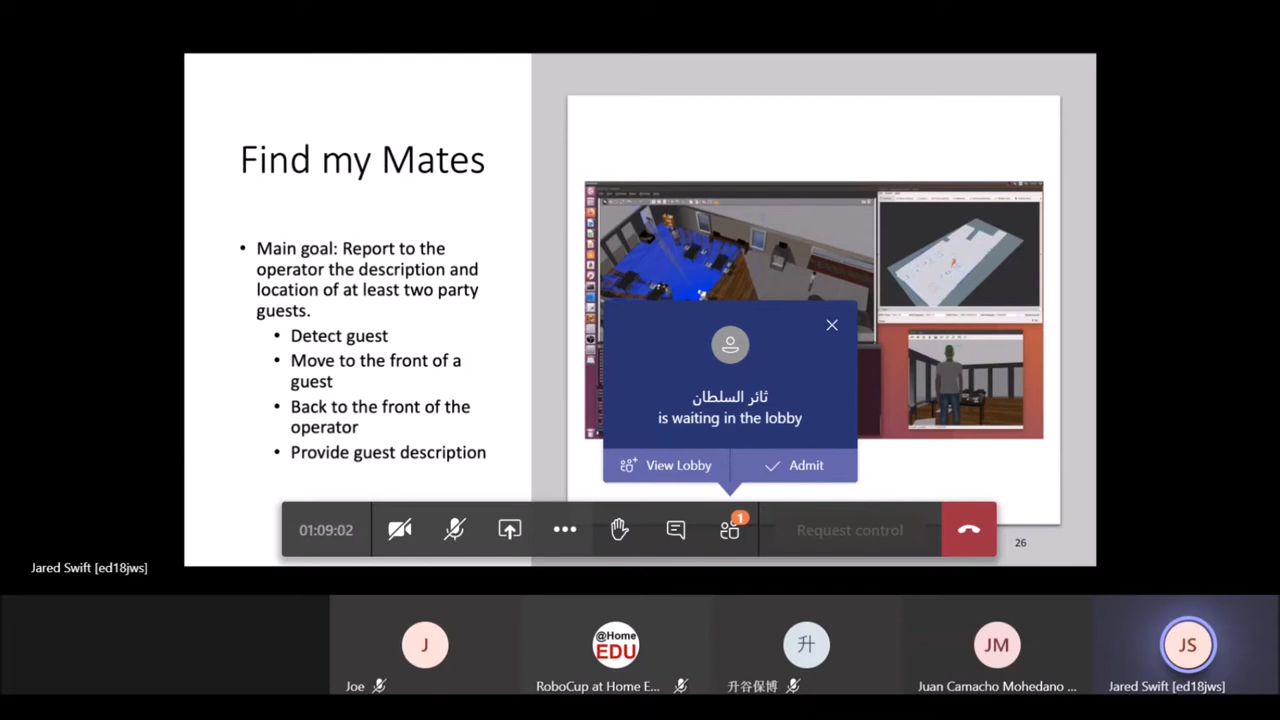 Find my Mates
• Main goal: Report to the
operator the description and
location of at least two party
guests.
• Detect guest
• Move to the front of a
guest
• Back to the front of the
operator
• Provide guest description
ثائر السلطان
is waiting in the lobby
View Lobby
Admit
01:09:02
1
Request control
26
Jared Swift [ed18jws]
J
@Home
EDU
升
JM
JS
Joe
RoboCup at Home E...
升谷保博
Juan Camacho Mohedano ...
Jared Swift [ed18jws]